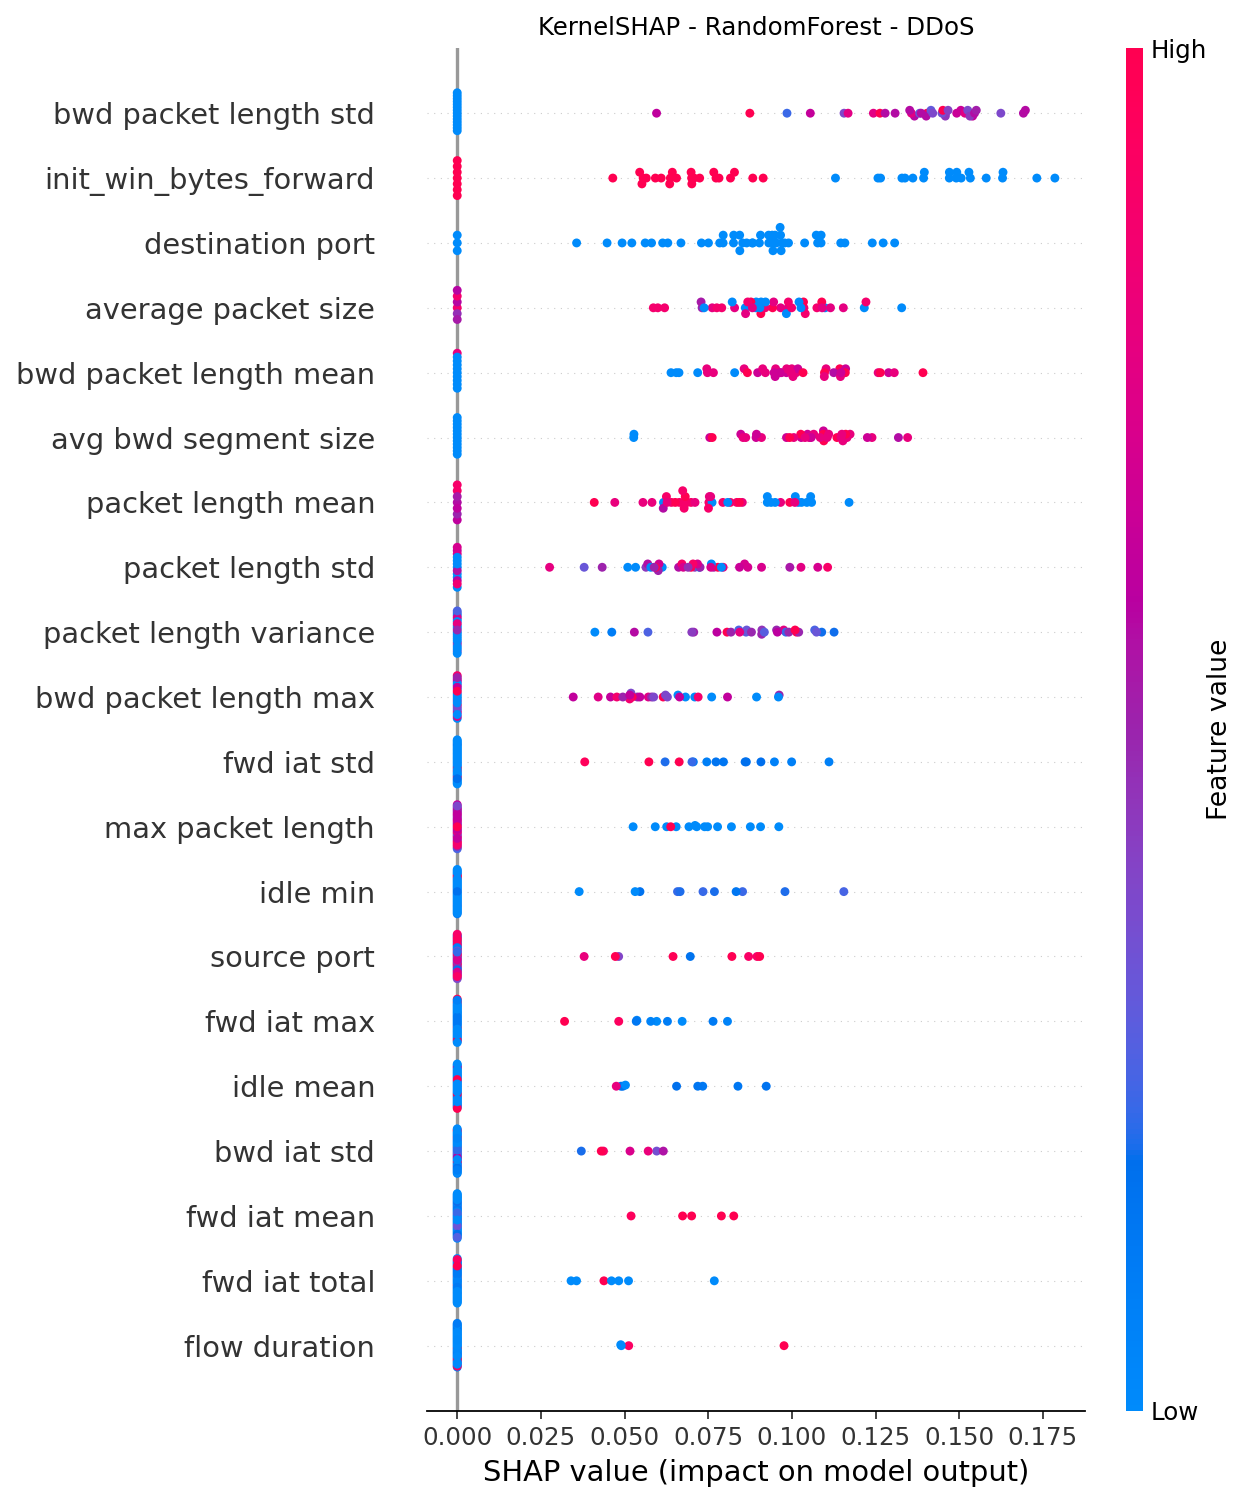 KernelSHAP - RandomForest - DDoS
High
bwd packet length std
init_win_bytes_forward
destination port
average packet size
bwd packet length mean
avg bwd segment size
packet length mean
packet length std
packet length variance
bwd packet length max
fwd iat std
max packet length
idle min
source port
fwd iat max
idle mean
bwd iat std
fwd iat mean
fwd iat total
flow duration
Feature value
Low
0.000 0.025 0.050 0.075 0.100 0.125 0.150 0.175
SHAP value (impact on model output)